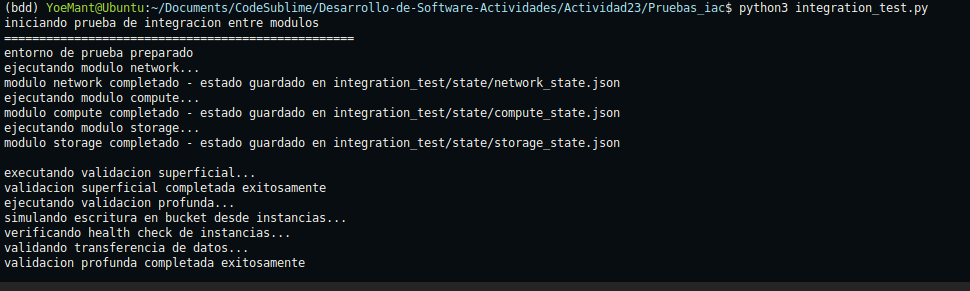 (bdd) YoeMant@Ubuntu:~/Documents/CodeSublime/Desarrollo-de-Software-Actividades/Actividad23/Pruebas_iac$ python3 integration_test.py
iniciando prueba de integracion entre modulos
==================================================
entorno de prueba preparado
ejecutando modulo network...
modulo network completado - estado guardado en integration_test/state/network_state.json
ejecutando modulo compute...
modulo compute completado - estado guardado en integration_test/state/compute_state.json
ejecutando modulo storage...
modulo storage completado - estado guardado en integration_test/state/storage_state.json

executando validacion superficial...
validacion superficial completada exitosamente
ejecutando validacion profunda...
simulando escritura en bucket desde instancias...
verificando health check de instancias...
validando transferencia de datos...
validacion profunda completada exitosamente